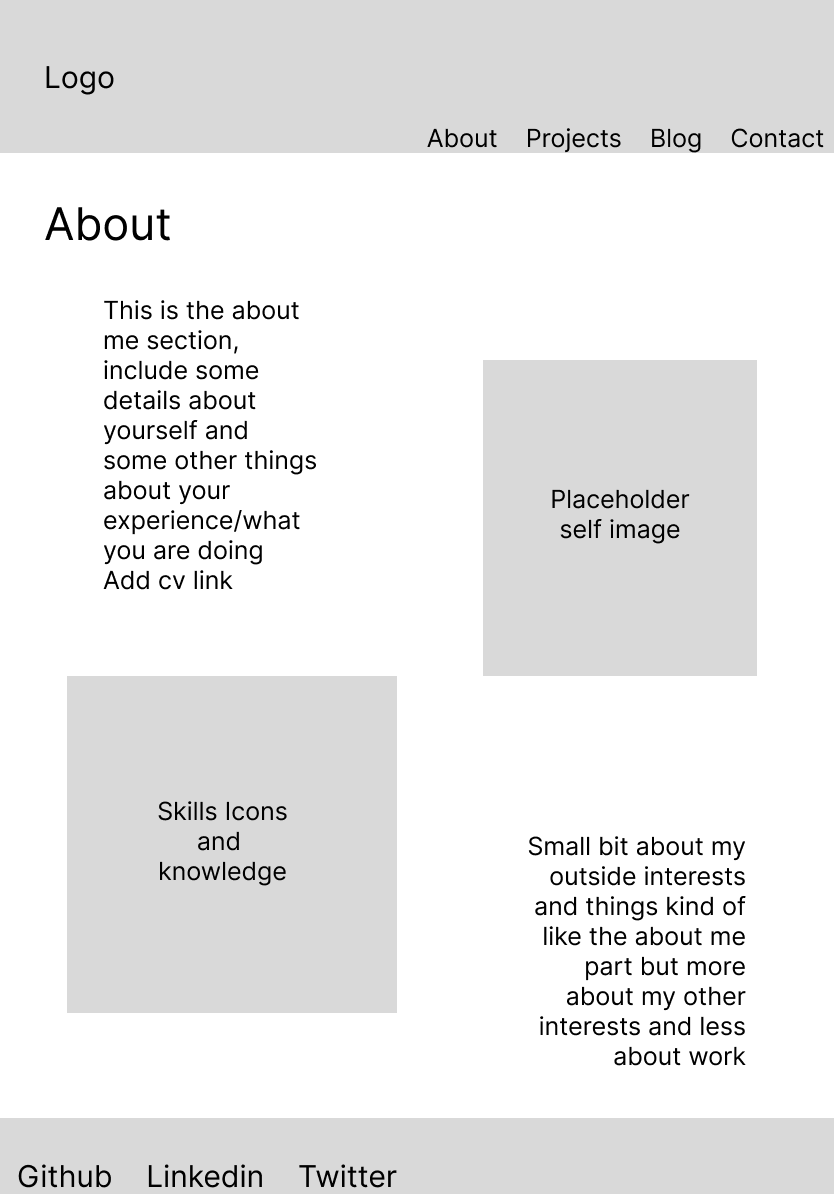 Logo
About Projects Blog Contact
About
This is the about
me section,
include some
details about
yourself and
some other things
about your
experience/what
you are doing
Add cv link
Placeholder
self image
Skills Icons
and
knowledge
Small bit about my
outside interests
and things kind of
like the about me
part but more
about my other
interests and less
about work
Github Linkedin Twitter